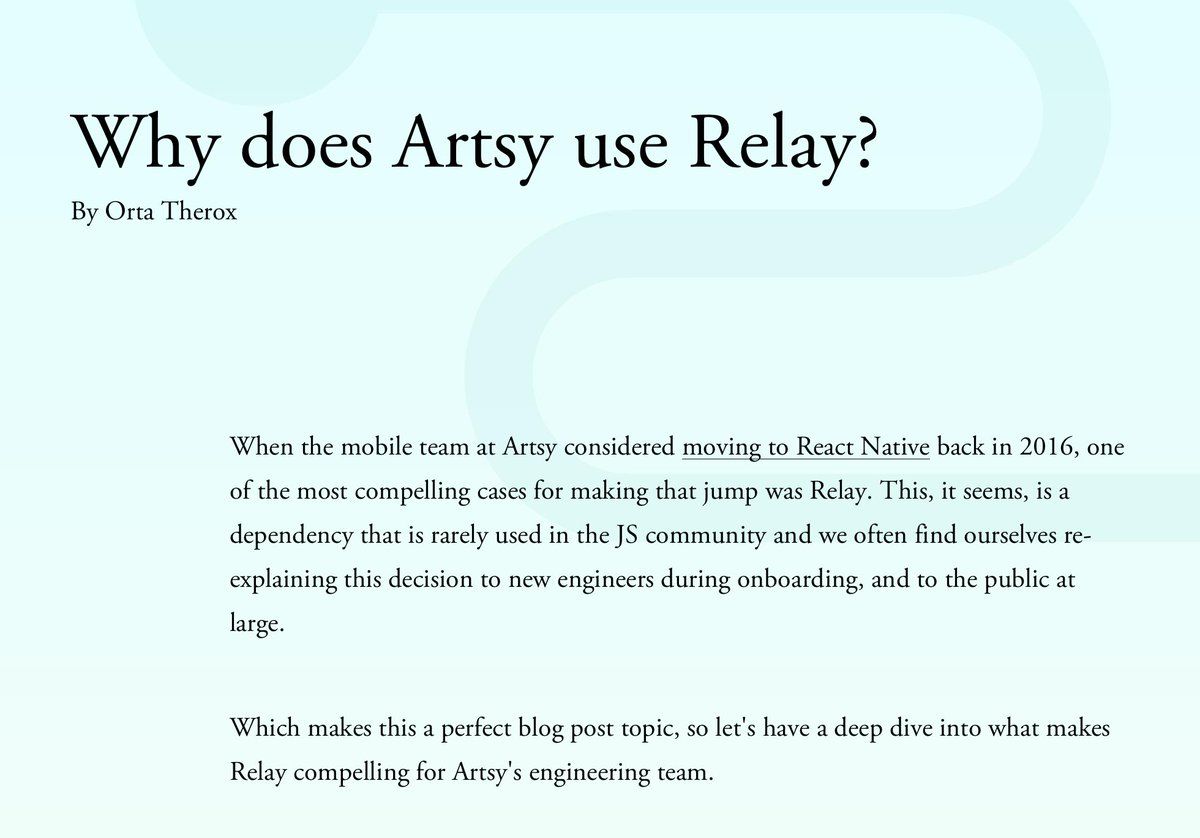 Why does Artsy use Relay?
By Orta Therox
When the mobile team at Artsy considered moving to React Native back in 2016, one
of the most compelling cases for making that jump was Relay. This, it seems, is a
dependency that is rarely used in the JS community and we often find ourselves re-
explaining this decision to new engineers during onboarding, and to the public at
large.
Which makes this a perfect blog post topic, so let's have a deep dive into what makes
Relay compelling for Artsy's engineering team.